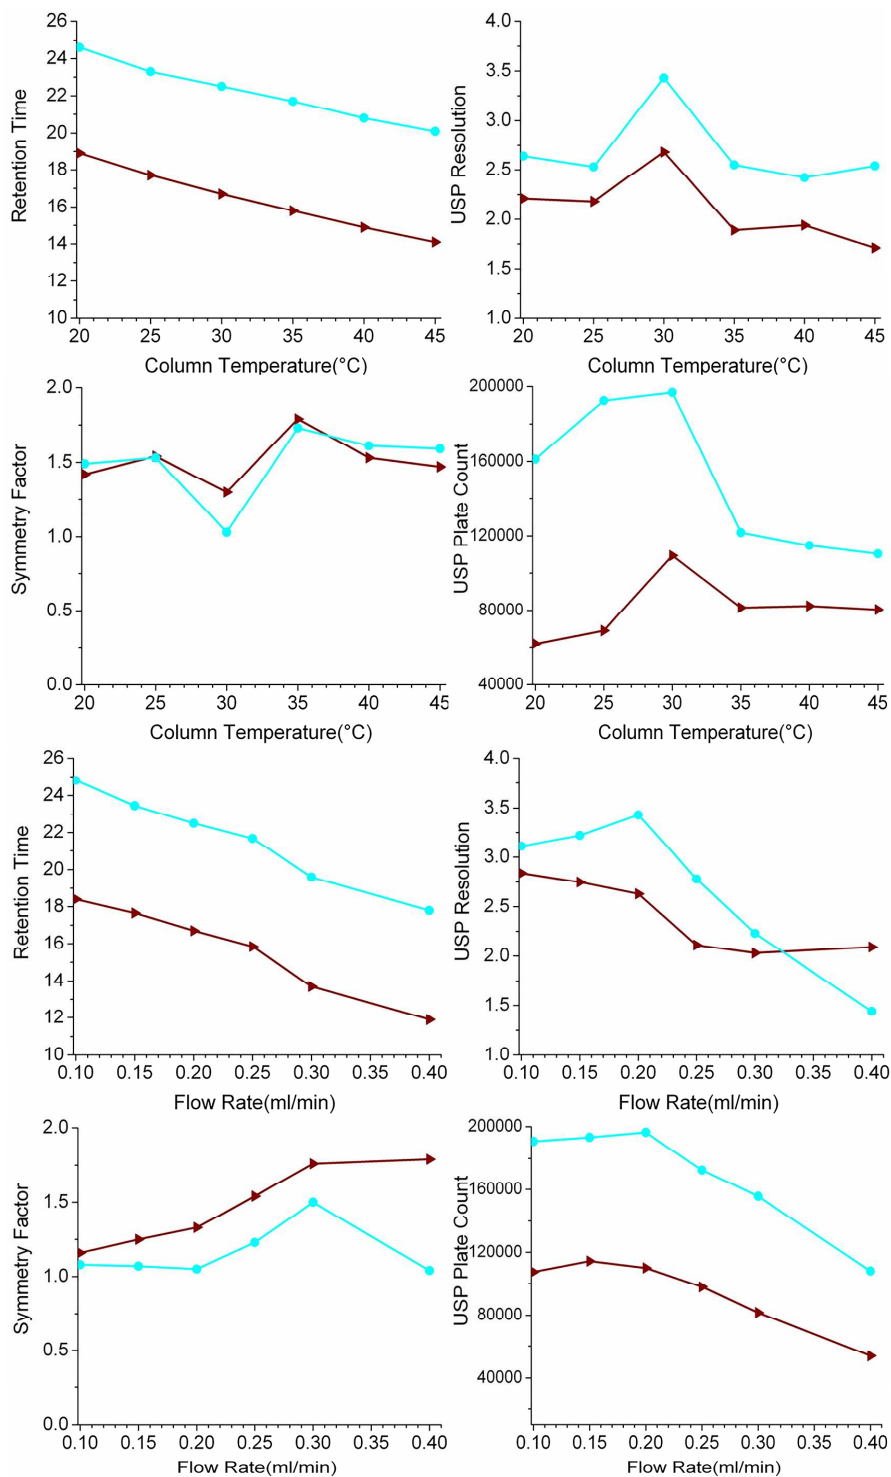 Retention Time
26
24
22
20
18
16
14
12
10
20 25 30 35 40 45
Column Temperature(°C)
USP Resolution
4.0
3.5
3.0
2.5
2.0
1.5
1.0
20 25 30 35 40 45
Column Temperature(°C)
Symmetry Factor
2.0
1.5
1.0
0.5
0.0
20 25 30 35 40 45
Column Temperature(°C)
USP Plate Count
200000
160000
120000
80000
40000
20 25 30 35 40 45
Column Temperature(°C)
Retention Time
26
24
22
20
18
16
14
12
10
0.10 0.15 0.20 0.25 0.30 0.35 0.40
Flow Rate(ml/min)
USP Resolution
4.0
3.5
3.0
2.5
2.0
1.5
1.0
0.10 0.15 0.20 0.25 0.30 0.35 0.40
Flow Rate(ml/min)
Symmetry Factor
2.0
1.5
1.0
0.5
0.0
0.10 0.15 0.20 0.25 0.30 0.35 0.40
Flow Rate(ml/min)
USP Plate Count
200000
160000
120000
80000
40000
0.10 0.15 0.20 0.25 0.30 0.35 0.40
Flow Rate(ml/min)